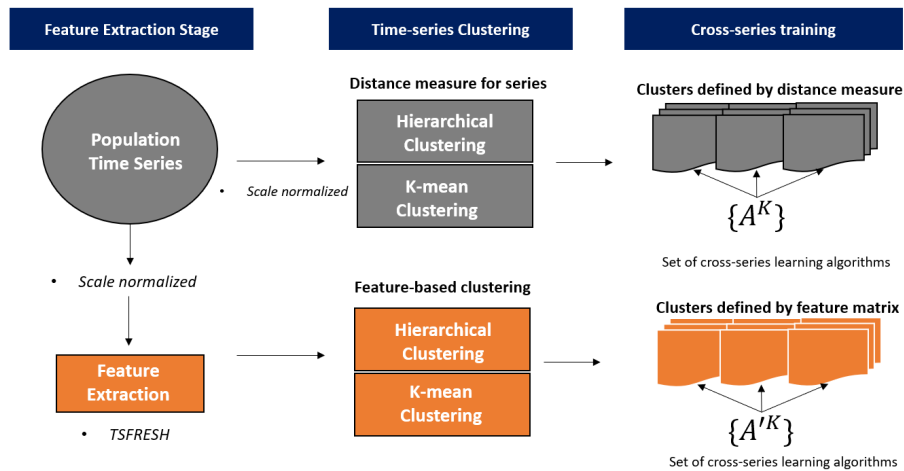 Feature Extraction Stage
Time-series Clustering
Cross-series training
Population
Time Series
• Scale normalized
Distance measure for series
Hierarchical
Clustering
K-mean
Clustering
Clusters defined by distance measure
{A^K}
Set of cross-series learning algorithms
• Scale normalized
Feature
Extraction
• TSFRESH
Feature-based clustering
Hierarchical
Clustering
K-mean
Clustering
Clusters defined by feature matrix
{A'^K}
Set of cross-series learning algorithms